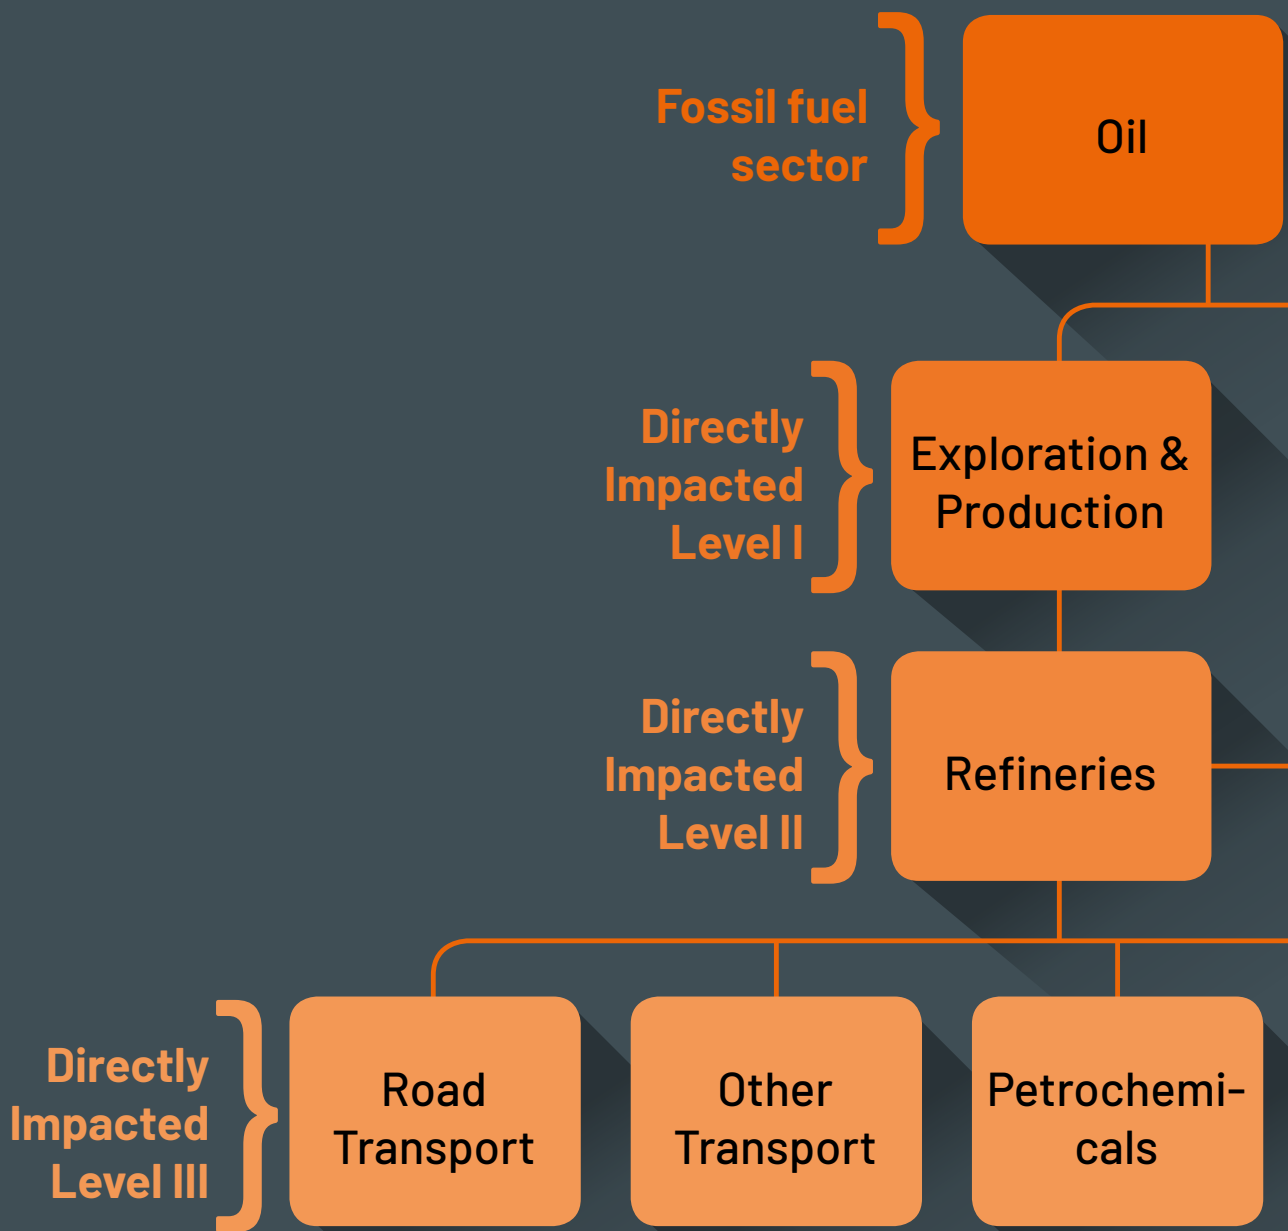 Fossil fuel
sector
Oil
Directly
Impacted
Level I
Exploration &
Production
Directly
Impacted
Level II
Refineries
Directly
Impacted
Level III
Road
Transport
Other
Transport
Petrochemi-
cals